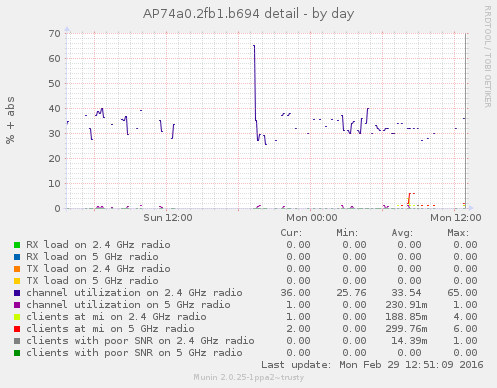 AP74a0.2fb1.b694 detail - by day
RRDTOOL / TOBI OETIKER
% + abs
70
60
50
40
30
20
10
0
Sun 12:00 Mon 00:00 Mon 12:00
Cur: Min: Avg: Max:
RX load on 2.4 GHz radio 0.00 0.00 0.00 0.00
RX load on 5 GHz radio 0.00 0.00 0.00 0.00
TX load on 2.4 GHz radio 0.00 0.00 0.00 0.00
TX load on 5 GHz radio 0.00 0.00 0.00 0.00
channel utilization on 2.4 GHz radio 36.00 25.76 33.54 65.00
channel utilization on 5 GHz radio 1.00 0.00 230.91m 1.00
clients at mi on 2.4 GHz radio 1.00 0.00 188.85m 4.00
clients at mi on 5 GHz radio 2.00 0.00 299.76m 6.00
clients with poor SNR on 2.4 GHz radio 0.00 0.00 14.39m 1.00
clients with poor SNR on 5 GHz radio 0.00 0.00 0.00 0.00
Last update: Mon Feb 29 12:51:09 2016
Munin 2.0.25-1ppa2~trusty